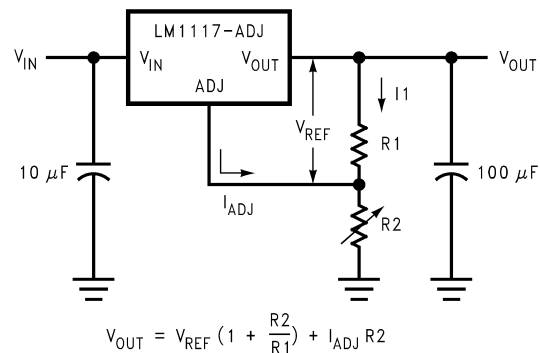 LM1117-ADJ
V_IN
V_IN
V_OUT
V_OUT
ADJ
I1
V_REF
R1
10 μF
100 μF
I_ADJ
R2
V_OUT = V_REF (1 + R2/R1) + I_ADJ R2